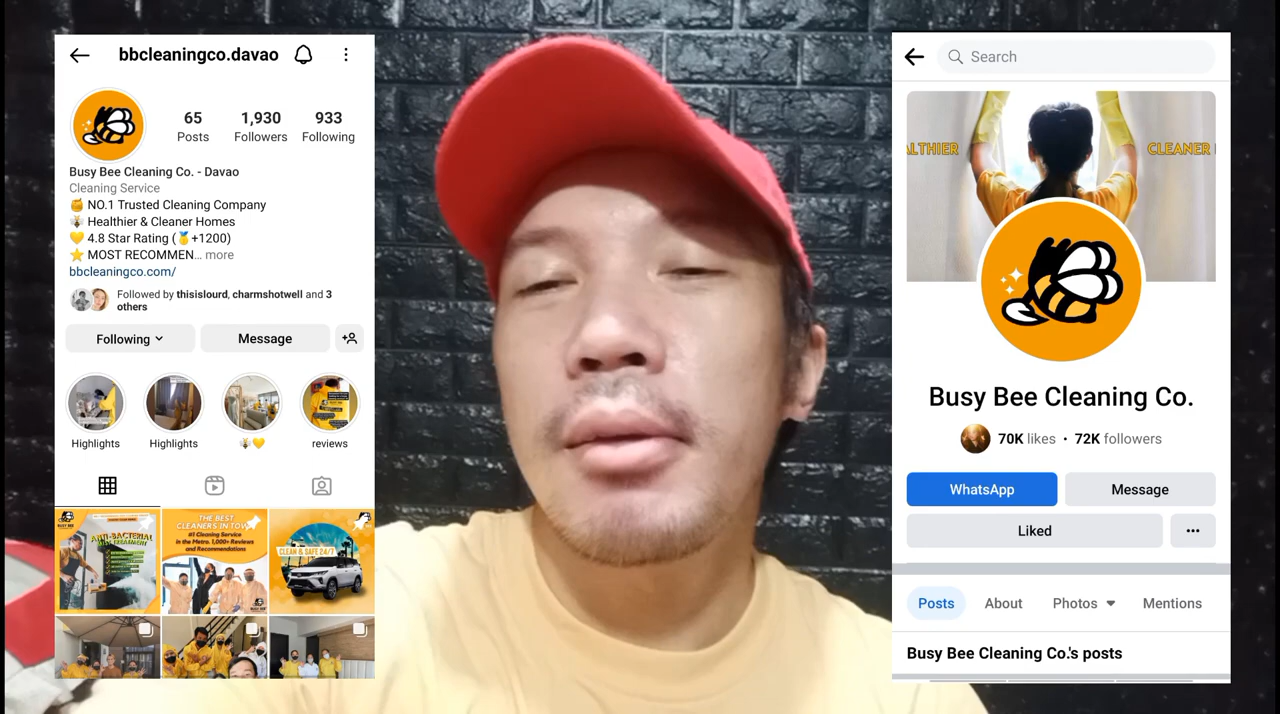 bbcleaningco.davao
65
1,930
933
Posts
Followers
Following
Busy Bee Cleaning Co. - Davao
Cleaning Service
🍯 NO.1 Trusted Cleaning Company
🐝 Healthier & Cleaner Homes
💛 4.8 Star Rating (🏅+1200)
⭐ MOST RECOMMEN... more
bbcleaningco.com/
Followed by thisislourd, charmshotwell and 3
others
Following
Message
Highlights
Highlights
🐝💛
reviews
BUSY BEE
ANTI-BACTERIAL
THE BEST
CLEANERS IN TOW
#1 Cleaning Service
in the Metro. 1,000+ Reviews
and Recommendations
CLEAN & SAFE 24/7
Search
ALTHIER
CLEANER
Busy Bee Cleaning Co.
70K likes • 72K followers
WhatsApp
Message
Liked
Posts
About
Photos
Mentions
Busy Bee Cleaning Co.'s posts